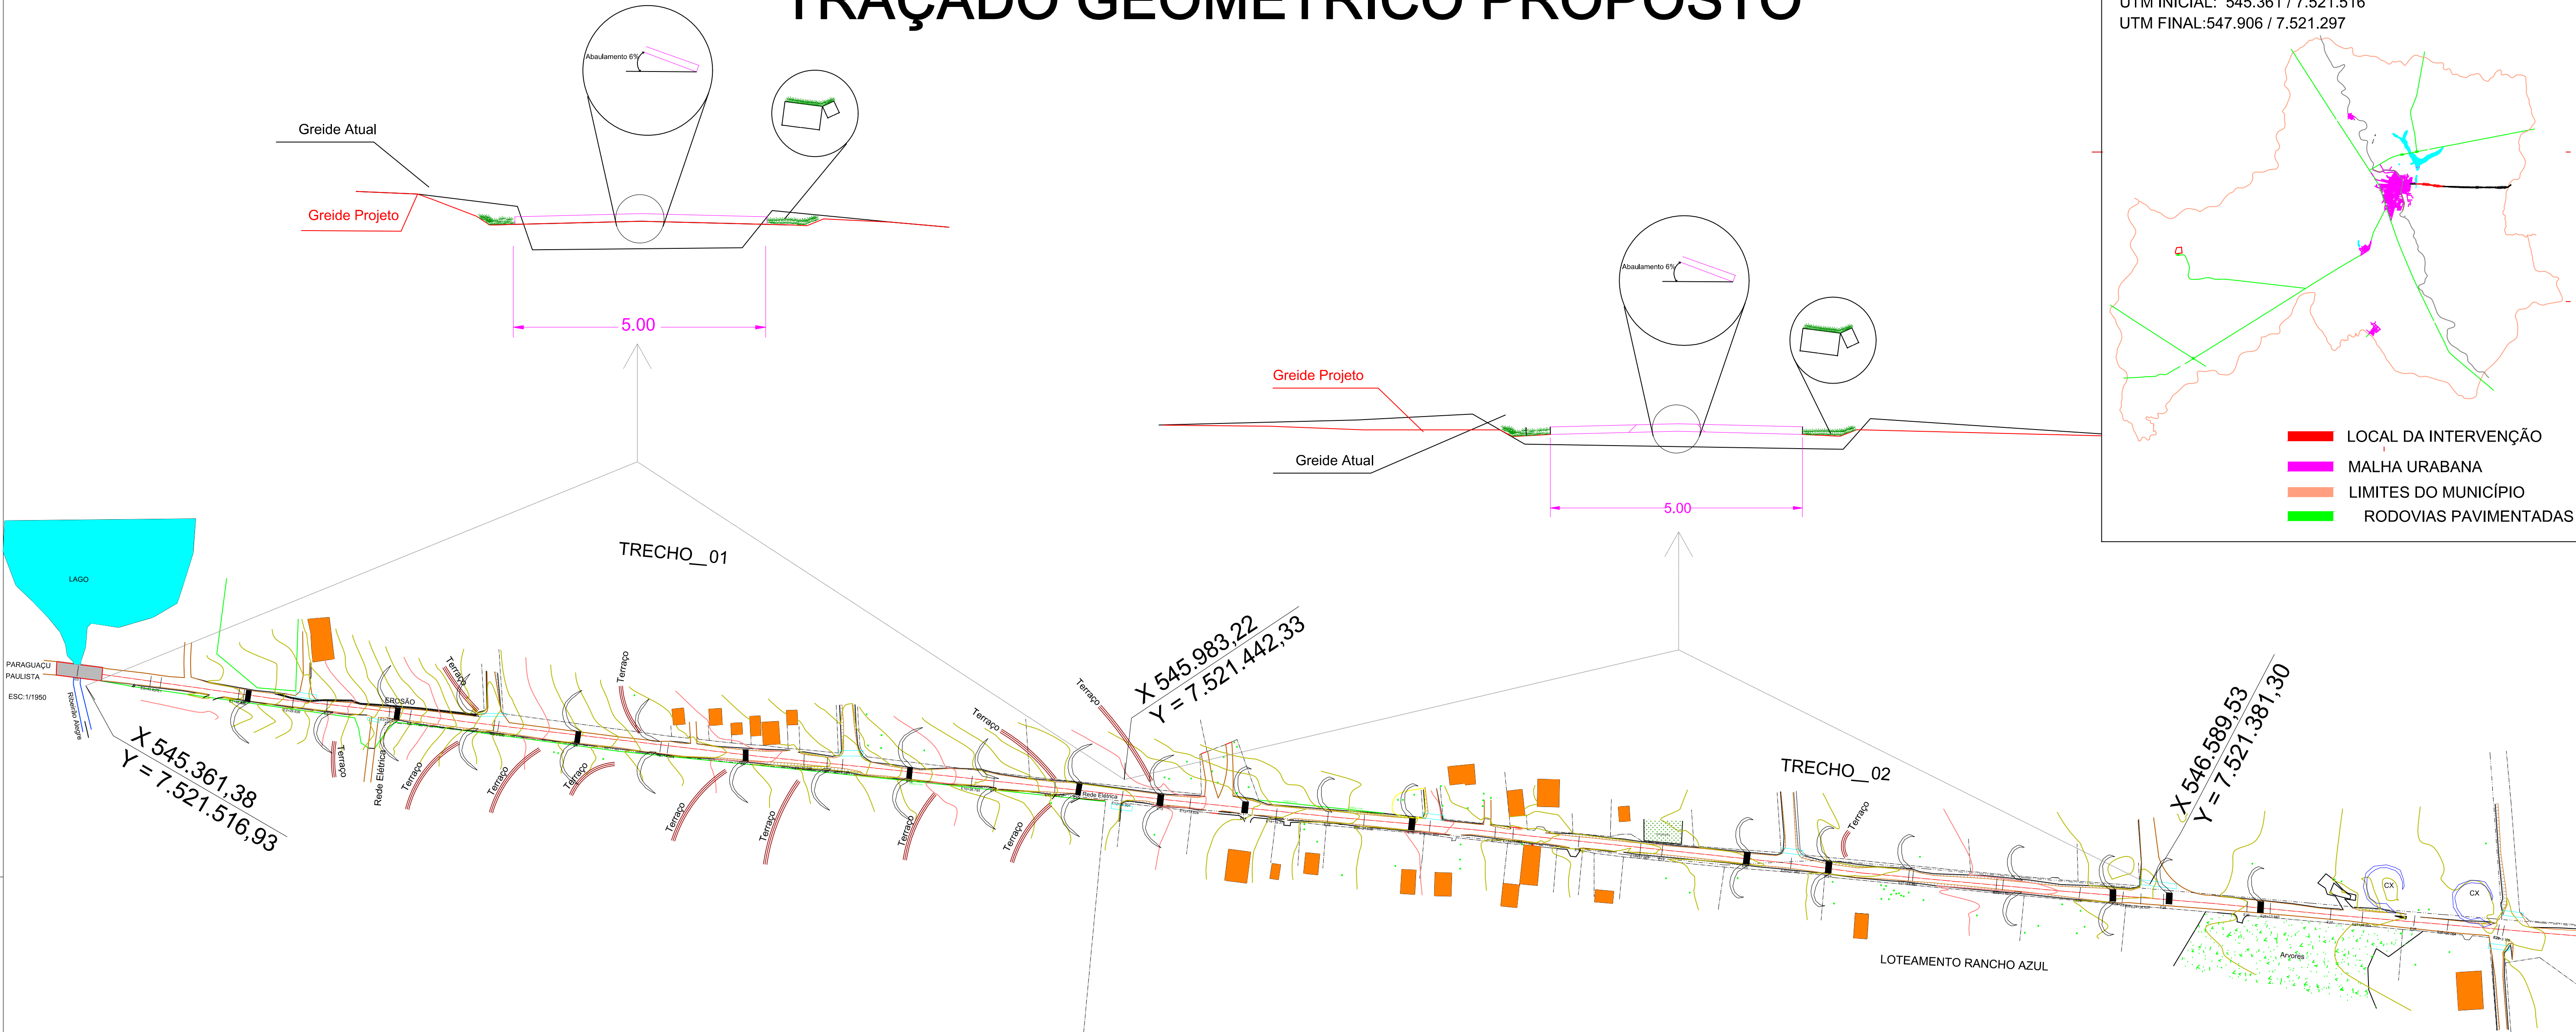 TRAÇADO GEOMÉTRICO PROPOSTO
UTM INICIAL: 545.361 / 7.521.516
UTM FINAL:547.906 / 7.521.297
Abaulamento 6%
Greide Atual
Greide Projeto
5.00
Abaulamento 6%
Greide Projeto
Greide Atual
5.00
LOCAL DA INTERVENÇÃO
MALHA URABANA
LIMITES DO MUNICÍPIO
RODOVIAS PAVIMENTADAS
TRECHO__01
LAGO
PARAGUAÇU
PAULISTA
ESC:1/1950
Ribeirão Alegre
X 545.361,38
Y = 7.521.516,93
EROSÃO
Terraço
Terraço
Terraço
Rede Elétrica
Terraço
Terraço
Terraço
Terraço
Terraço
Terraço
Terraço
Terraço
Terraço
Rede Elétrica
X 545.983,22
Y = 7.521.442,33
TRECHO__02
Terraço
X 546.589,53
Y = 7.521.381,30
LOTEAMENTO RANCHO AZUL
CX
CX
Arvores